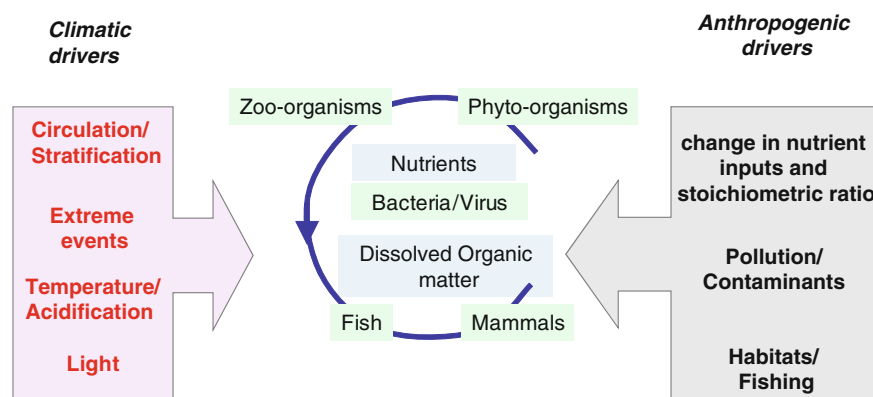 Climatic
drivers
Circulation/
Stratification
Extreme
events
Temperature/
Acidification
Light
Zoo-organisms
Phyto-organisms
Nutrients
Bacteria/Virus
Dissolved Organic
matter
Fish
Mammals
Anthropogenic
drivers
change in nutrient
inputs and
stoichiometric ratio
Pollution/
Contaminants
Habitats/
Fishing